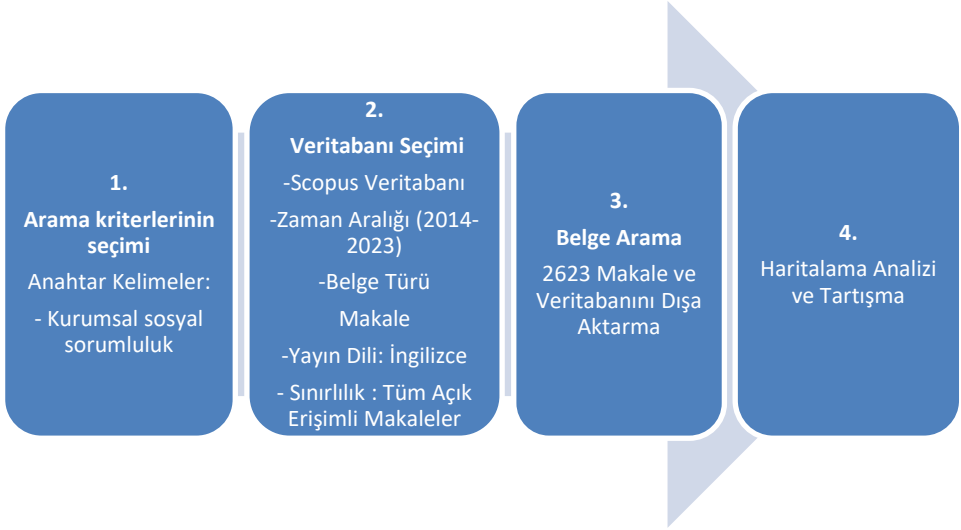 1.
Arama kriterlerinin
seçimi
Anahtar Kelimeler:
- Kurumsal sosyal
sorumluluk
2.
Veritabanı Seçimi
-Scopus Veritabanı
-Zaman Aralığı (2014-
2023)
-Belge Türü
Makale
-Yayın Dili: İngilizce
- Sınırlılık : Tüm Açık
Erişimli Makaleler
3.
Belge Arama
2623 Makale ve
Veritabanını Dışa
Aktarma
4.
Haritalama Analizi
ve Tartışma